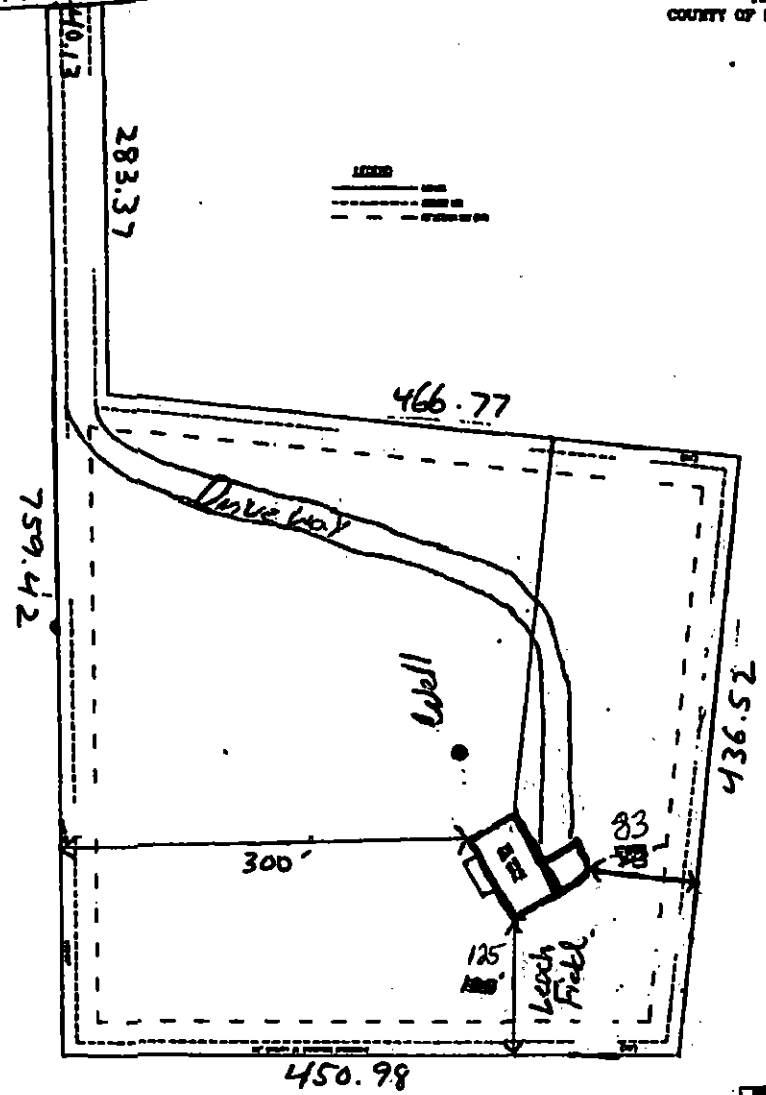 COUNTY OF
40.13
283.37
LEGEND
466.77
Driveway
759.42
Well
436.52
83
300'
125
Leach
Field
450.98